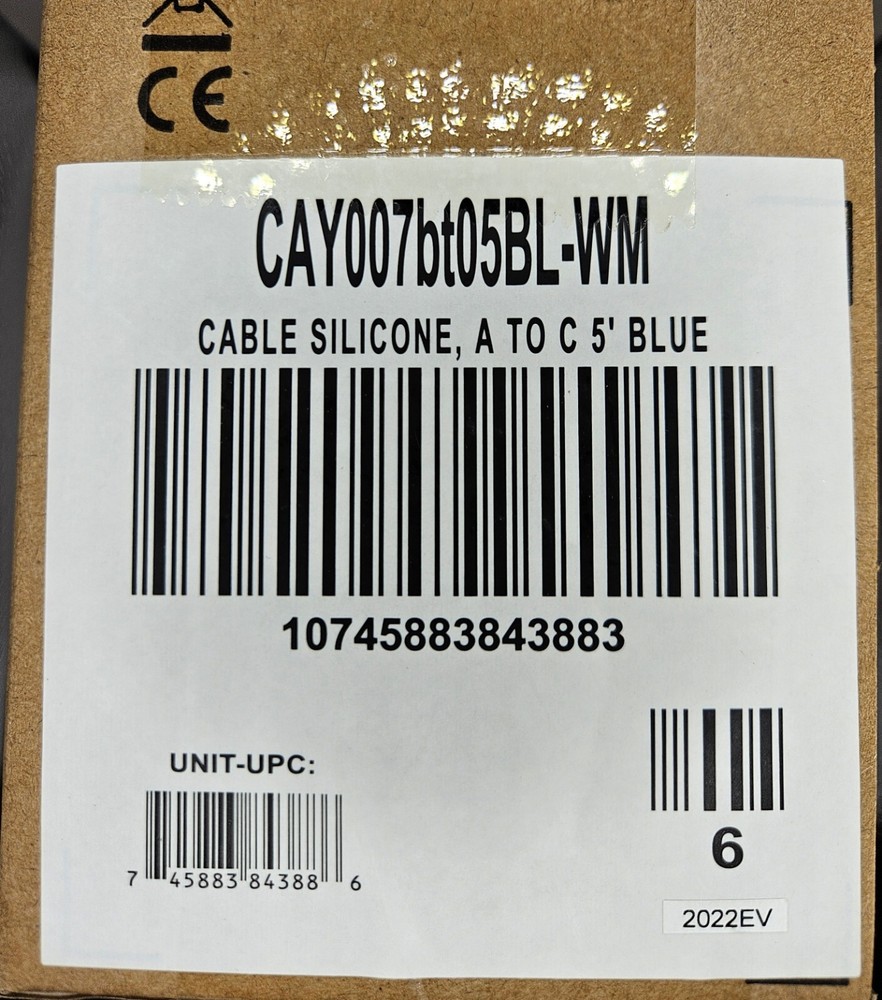 CE
CAY007bt05BL-WM
CABLE SILICONE, A TO C 5' BLUE
10745883843883
UNIT-UPC:
7 45883 84388 6
6
2022EV